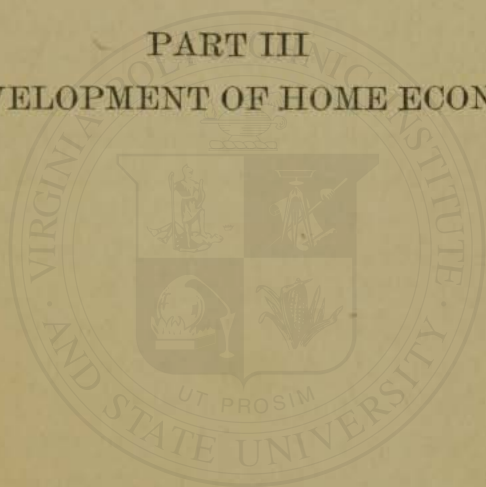 PART III
VELOPMENT OF HOME ECON
VIRGINIA POLYTECHNIC INSTITUTE
AND STATE UNIVERSITY
UT PROSIM